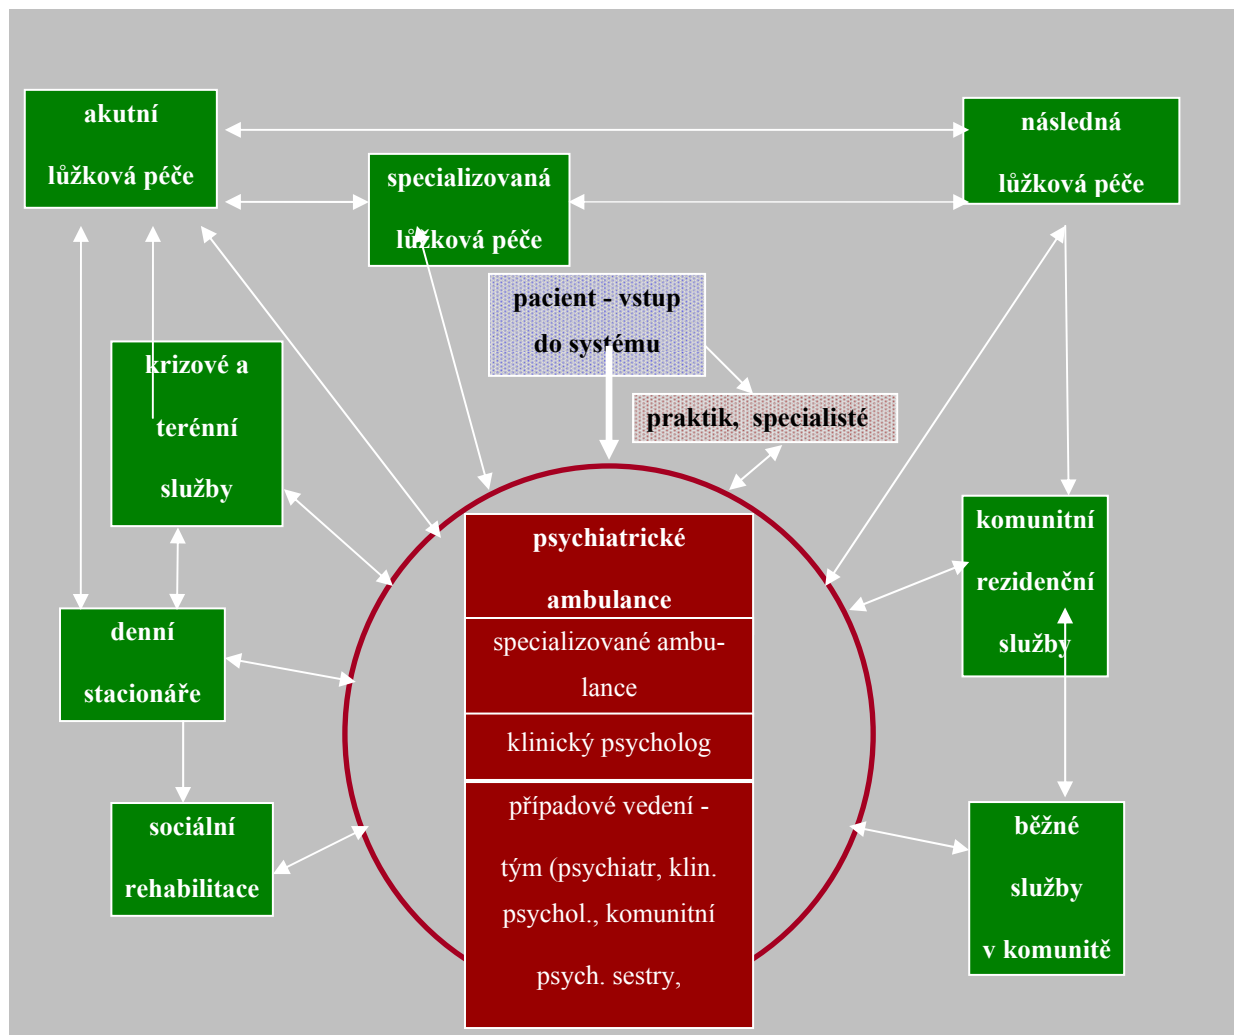 akutní
lůžková péče
následná
lůžková péče
specializovaná
lůžková péče
pacient - vstup
do systému
praktik, specialisté
krizové a
terénní
služby
psychiatrické
ambulance
specializované ambu-
lance
klinický psycholog
případové vedení -
tým (psychiatr, klin.
psychol., komunitní
psych. sestry,
komunitní
rezidenční
služby
denní
stacionáře
sociální
rehabilitace
běžné
služby
v komunitě